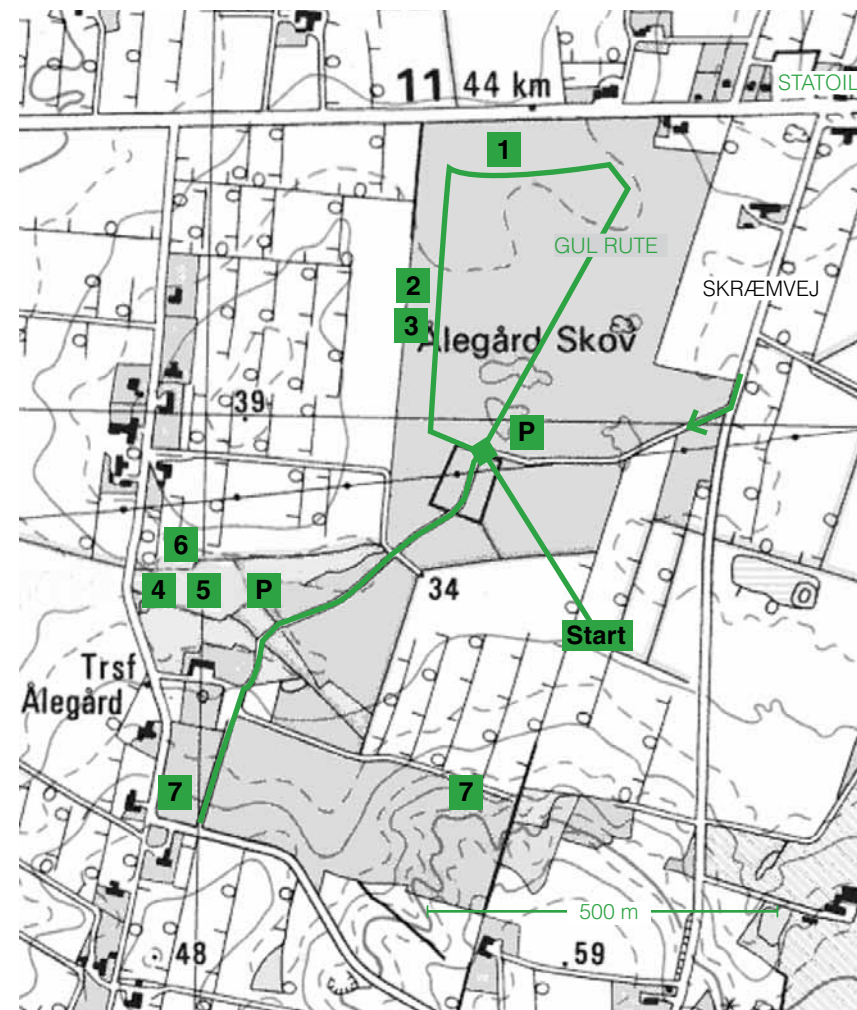 11 44 km
STATOIL
1
GUL RUTE
2
SKRÆMVEJ
3
Ålegård Skov
39
P
6
4 5 P
34
Start
Trsf
Ålegård
7
7
500 m
48
59